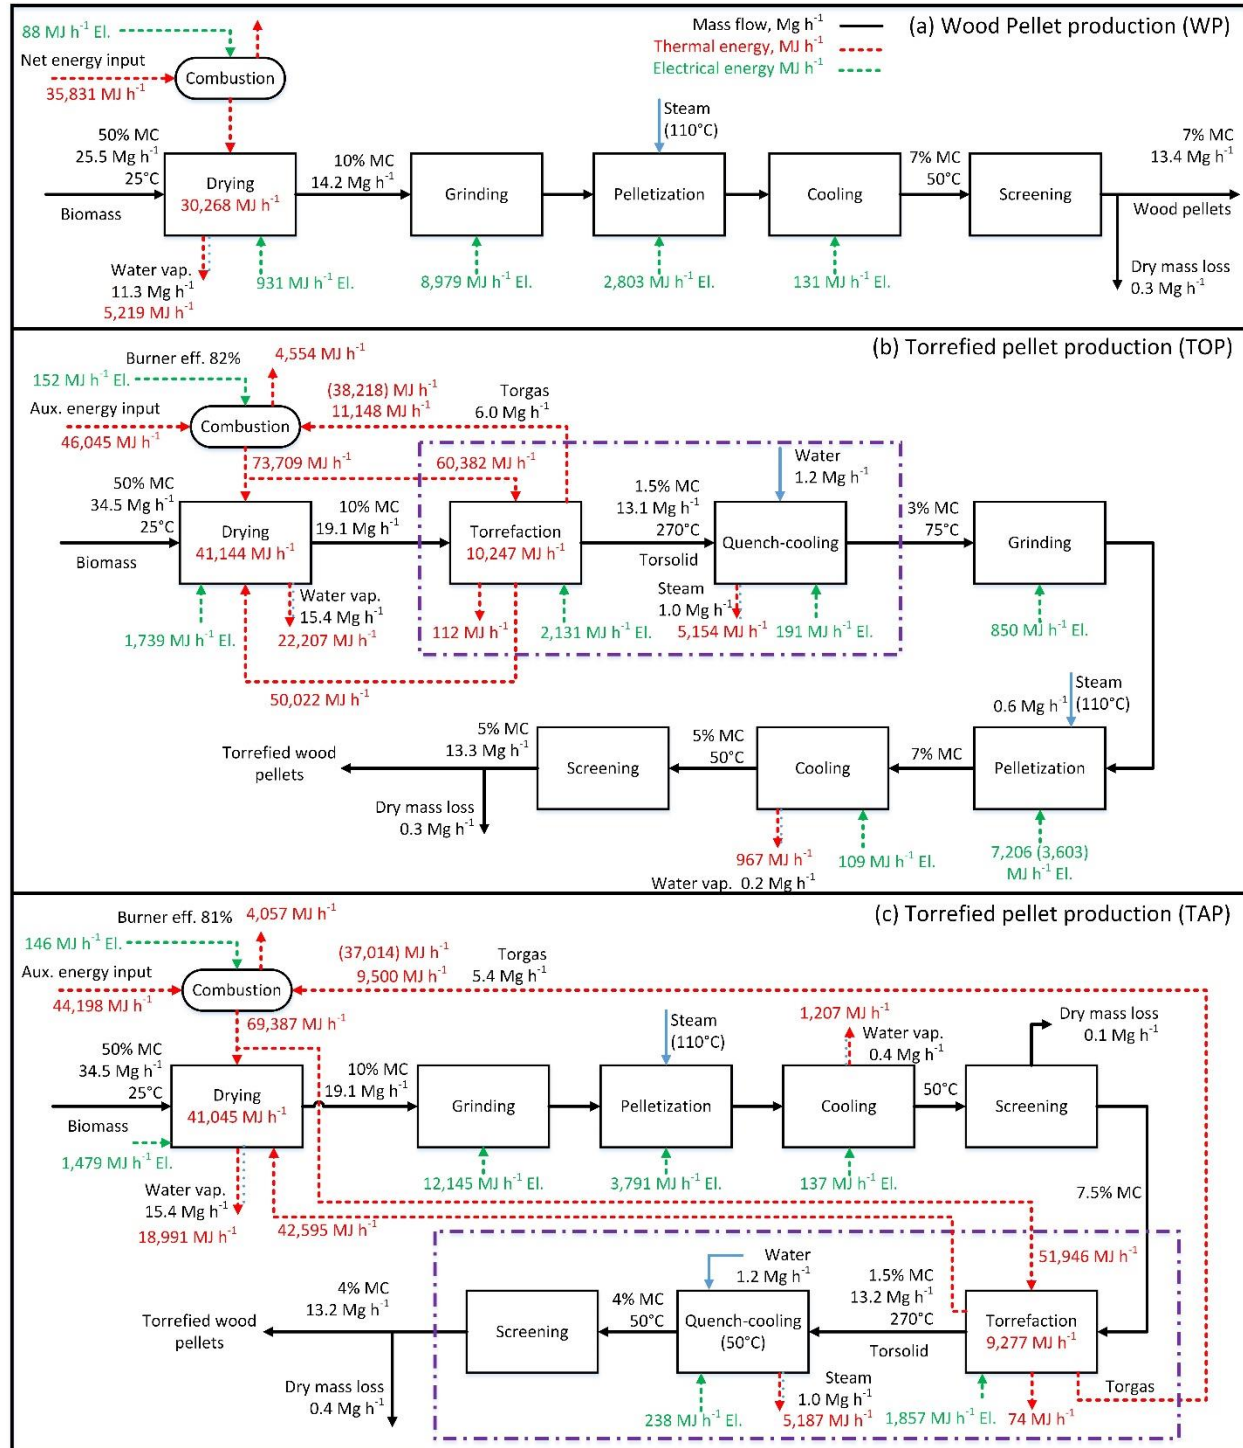 (a) Wood Pellet production (WP)
Mass flow, Mg h⁻¹
Thermal energy, MJ h⁻¹
Electrical energy MJ h⁻¹
88 MJ h⁻¹ El.
Net energy input
35,831 MJ h⁻¹
Combustion
50% MC
25.5 Mg h⁻¹
25°C
Biomass
Drying
30,268 MJ h⁻¹
Water vap.
11.3 Mg h⁻¹
5,219 MJ h⁻¹
931 MJ h⁻¹ El.
10% MC
14.2 Mg h⁻¹
Grinding
8,979 MJ h⁻¹ El.
Steam
(110°C)
Pelletization
2,803 MJ h⁻¹ El.
Cooling
131 MJ h⁻¹ El.
7% MC
50°C
Screening
7% MC
13.4 Mg h⁻¹
Wood pellets
Dry mass loss
0.3 Mg h⁻¹
(b) Torrefied pellet production (TOP)
Burner eff. 82%
4,554 MJ h⁻¹
152 MJ h⁻¹ El.
Aux. energy input
46,045 MJ h⁻¹
Combustion
(38,218) MJ h⁻¹
11,148 MJ h⁻¹
Torgas
6.0 Mg h⁻¹
73,709 MJ h⁻¹
60,382 MJ h⁻¹
50% MC
34.5 Mg h⁻¹
25°C
Biomass
Drying
41,144 MJ h⁻¹
1,739 MJ h⁻¹ El.
Water vap.
15.4 Mg h⁻¹
22,207 MJ h⁻¹
10% MC
19.1 Mg h⁻¹
Torrefaction
10,247 MJ h⁻¹
112 MJ h⁻¹
2,131 MJ h⁻¹ El.
50,022 MJ h⁻¹
1.5% MC
13.1 Mg h⁻¹
270°C
Torsolid
Water
1.2 Mg h⁻¹
Quench-cooling
Steam
1.0 Mg h⁻¹
5,154 MJ h⁻¹
191 MJ h⁻¹ El.
3% MC
75°C
Grinding
850 MJ h⁻¹ El.
Steam
(110°C)
0.6 Mg h⁻¹
Pelletization
7,206 (3,603)
MJ h⁻¹ El.
7% MC
Cooling
967 MJ h⁻¹
Water vap. 0.2 Mg h⁻¹
109 MJ h⁻¹ El.
5% MC
50°C
Screening
5% MC
13.3 Mg h⁻¹
Torrefied wood
pellets
Dry mass loss
0.3 Mg h⁻¹
(c) Torrefied pellet production (TAP)
Burner eff. 81%
4,057 MJ h⁻¹
146 MJ h⁻¹ El.
Aux. energy input
44,198 MJ h⁻¹
Combustion
(37,014) MJ h⁻¹
9,500 MJ h⁻¹
Torgas
5.4 Mg h⁻¹
69,387 MJ h⁻¹
50% MC
34.5 Mg h⁻¹
25°C
Biomass
Drying
41,045 MJ h⁻¹
1,479 MJ h⁻¹ El.
Water vap.
15.4 Mg h⁻¹
18,991 MJ h⁻¹
42,595 MJ h⁻¹
10% MC
19.1 Mg h⁻¹
Grinding
12,145 MJ h⁻¹ El.
Steam
(110°C)
Pelletization
3,791 MJ h⁻¹ El.
1,207 MJ h⁻¹
Water vap.
0.4 Mg h⁻¹
Cooling
137 MJ h⁻¹ El.
50°C
Screening
Dry mass loss
0.1 Mg h⁻¹
7.5% MC
51,946 MJ h⁻¹
Torrefaction
9,277 MJ h⁻¹
Torgas
1,857 MJ h⁻¹ El.
74 MJ h⁻¹
1.5% MC
13.2 Mg h⁻¹
270°C
Torsolid
Water
1.2 Mg h⁻¹
Quench-cooling
(50°C)
238 MJ h⁻¹ El.
Steam
1.0 Mg h⁻¹
5,187 MJ h⁻¹
4% MC
50°C
Screening
4% MC
13.2 Mg h⁻¹
Torrefied wood
pellets
Dry mass loss
0.4 Mg h⁻¹